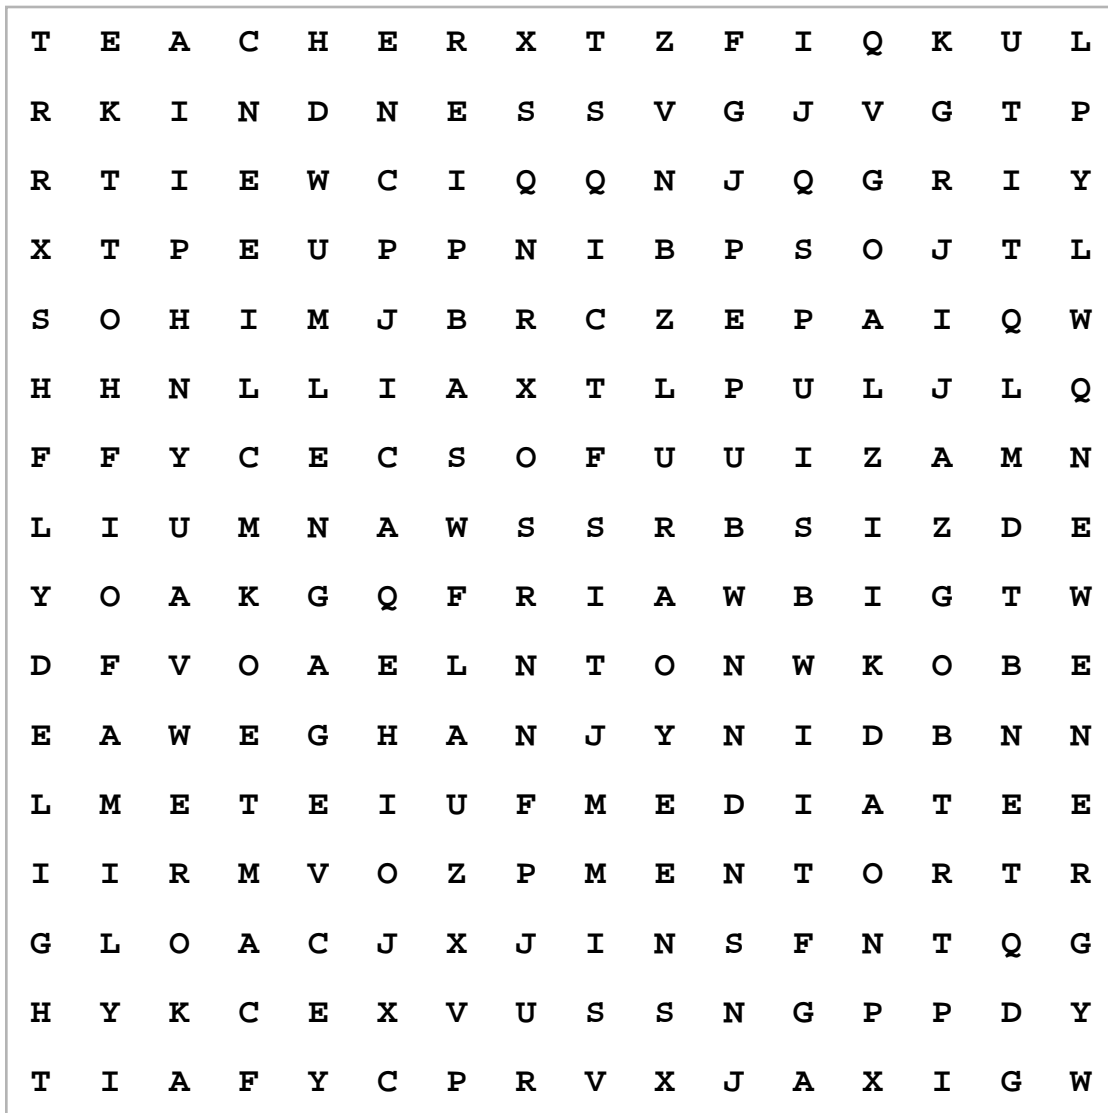 T E A C H E R X T Z F I Q K U L
R K I N D N E S S V G J V G T P
R T I E W C I Q Q N J Q G R I Y
X T P E U P P N I B P S O J T L
S O H I M J B R C Z E P A I Q W
H H N L L I A X T L P U L J L Q
F F Y C E C S O F U U I Z A M N
L I U M N A W S S R B S I Z D E
Y O A K G Q F R I A W B I G T W
D F V O A E L N T O N W K O B E
E A W E G H A N J Y N I D B N N
L M E T E I U F M E D I A T E E
I I R M V O Z P M E N T O R T R
G L O A C J X J I N S F N T Q G
H Y K C E X V U S S N G P P D Y
T I A F Y C P R V X J A X I G W